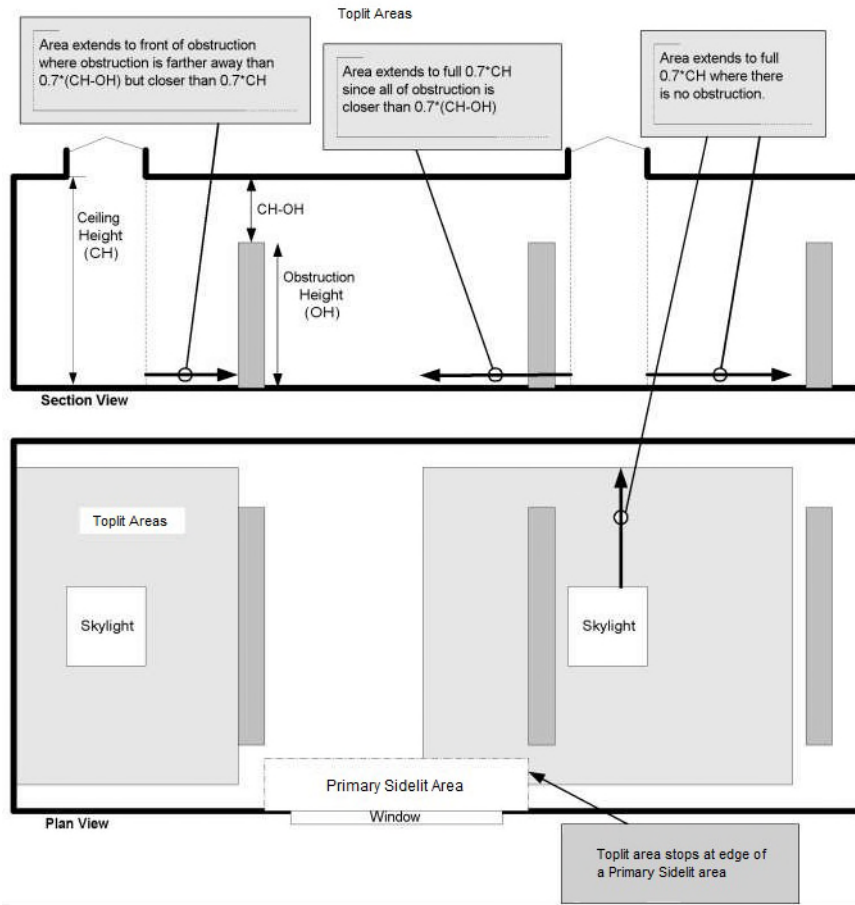 Toplit Areas
Area extends to front of obstruction
where obstruction is farther away than
0.7*(CH-OH) but closer than 0.7*CH
Area extends to full 0.7*CH
since all of obstruction is
closer than 0.7*(CH-OH)
Area extends to full
0.7*CH where there
is no obstruction.
Ceiling
Height
(CH)
CH-OH
Obstruction
Height
(OH)
Section View
Toplit Areas
Skylight
Skylight
Primary Sidelit Area
Window
Plan View
Toplit area stops at edge of
a Primary Sidelit area